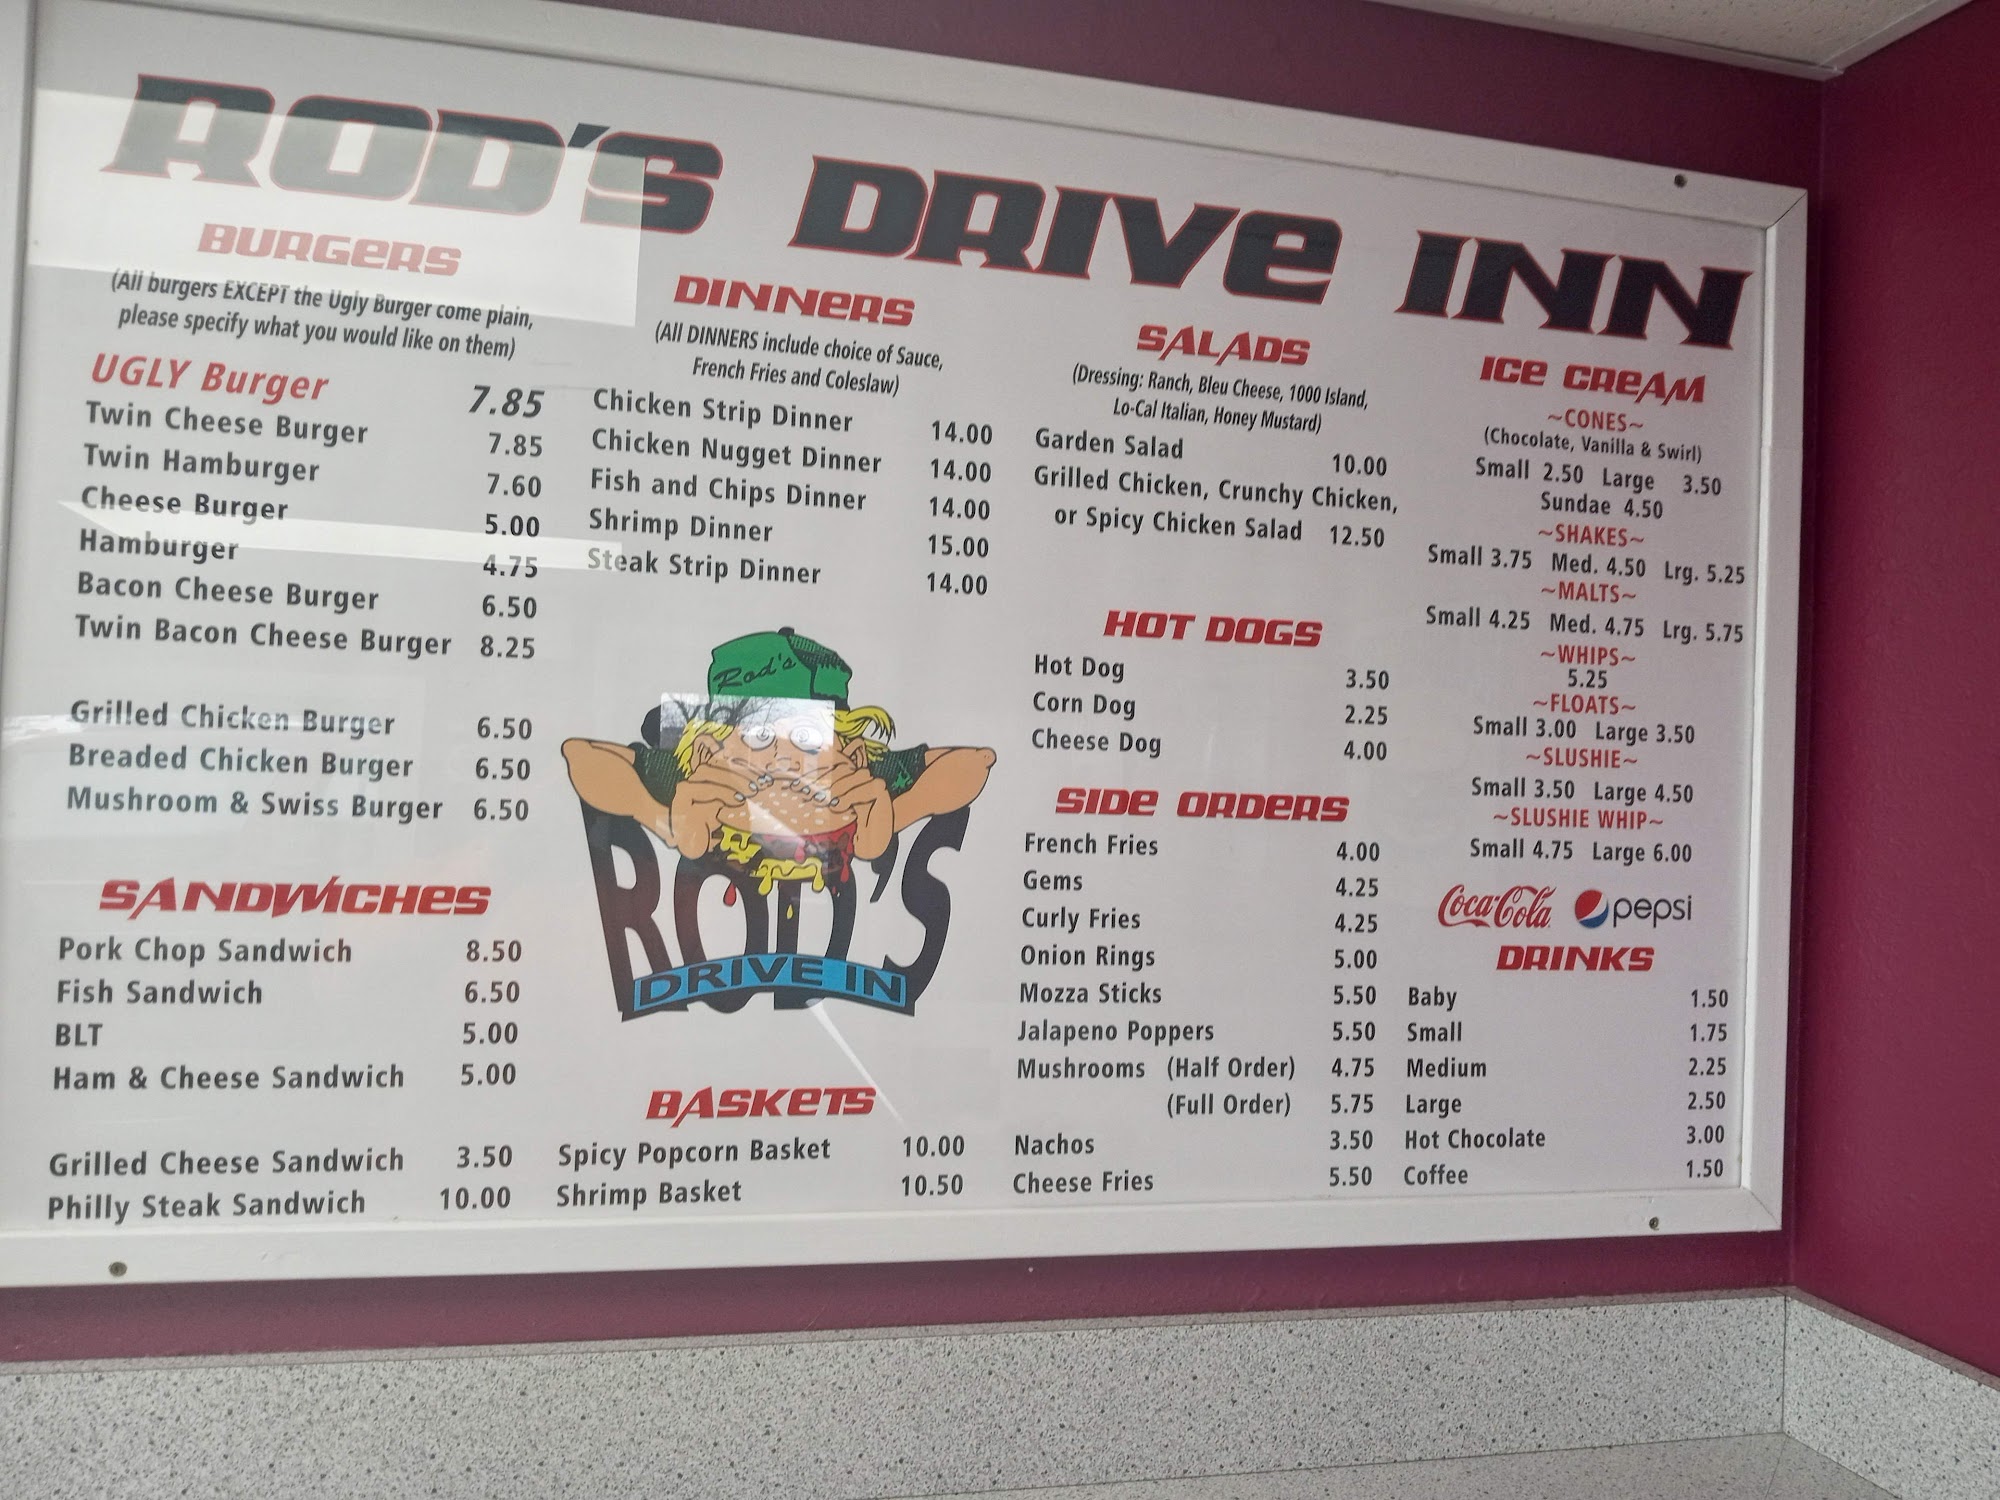 ROD'S DRIVE INN
BURGERS
(All burgers EXCEPT the Ugly Burger come plain,
please specify what you would like on them)
UGLY Burger 7.85
Twin Cheese Burger 7.85
Twin Hamburger 7.60
Cheese Burger 5.00
Hamburger 4.75
Bacon Cheese Burger 6.50
Twin Bacon Cheese Burger 8.25
Grilled Chicken Burger 6.50
Breaded Chicken Burger 6.50
Mushroom & Swiss Burger 6.50
SANDWICHES
Pork Chop Sandwich 8.50
Fish Sandwich 6.50
BLT 5.00
Ham & Cheese Sandwich 5.00
Grilled Cheese Sandwich 3.50
Philly Steak Sandwich 10.00
DINNERS
(All DINNERS include choice of Sauce,
French Fries and Coleslaw)
Chicken Strip Dinner 14.00
Chicken Nugget Dinner 14.00
Fish and Chips Dinner 14.00
Shrimp Dinner 15.00
Steak Strip Dinner 14.00
Rod's
ROD'S
DRIVE IN
BASKETS
Spicy Popcorn Basket 10.00
Shrimp Basket 10.50
SALADS
(Dressing: Ranch, Bleu Cheese, 1000 Island,
Lo-Cal Italian, Honey Mustard)
Garden Salad 10.00
Grilled Chicken, Crunchy Chicken,
or Spicy Chicken Salad 12.50
HOT DOGS
Hot Dog 3.50
Corn Dog 2.25
Cheese Dog 4.00
SIDE ORDERS
French Fries 4.00
Gems 4.25
Curly Fries 4.25
Onion Rings 5.00
Mozza Sticks 5.50
Jalapeno Poppers 5.50
Mushrooms (Half Order) 4.75
(Full Order) 5.75
Nachos 3.50
Cheese Fries 5.50
ICE CREAM
~CONES~
(Chocolate, Vanilla & Swirl)
Small 2.50 Large 3.50
Sundae 4.50
~SHAKES~
Small 3.75 Med. 4.50 Lrg. 5.25
~MALTS~
Small 4.25 Med. 4.75 Lrg. 5.75
~WHIPS~
5.25
~FLOATS~
Small 3.00 Large 3.50
~SLUSHIE~
Small 3.50 Large 4.50
~SLUSHIE WHIP~
Small 4.75 Large 6.00
Coca-Cola pepsi
DRINKS
Baby 1.50
Small 1.75
Medium 2.25
Large 2.50
Hot Chocolate 3.00
Coffee 1.50